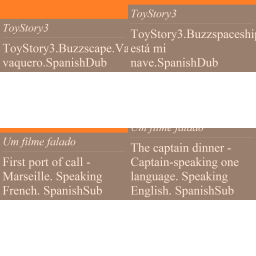 ToyStory3
ToyStory3.Buzzscape.Va
vaquero.SpanishDub
ToyStory3
ToyStory3.Buzzspaceship
está mi
nave.SpanishDub
Um filme falado
First port of call -
Marseille. Speaking
French. SpanishSub
Um filme falado
The captain dinner -
Captain-speaking one
language. Speaking
English. SpanishSub